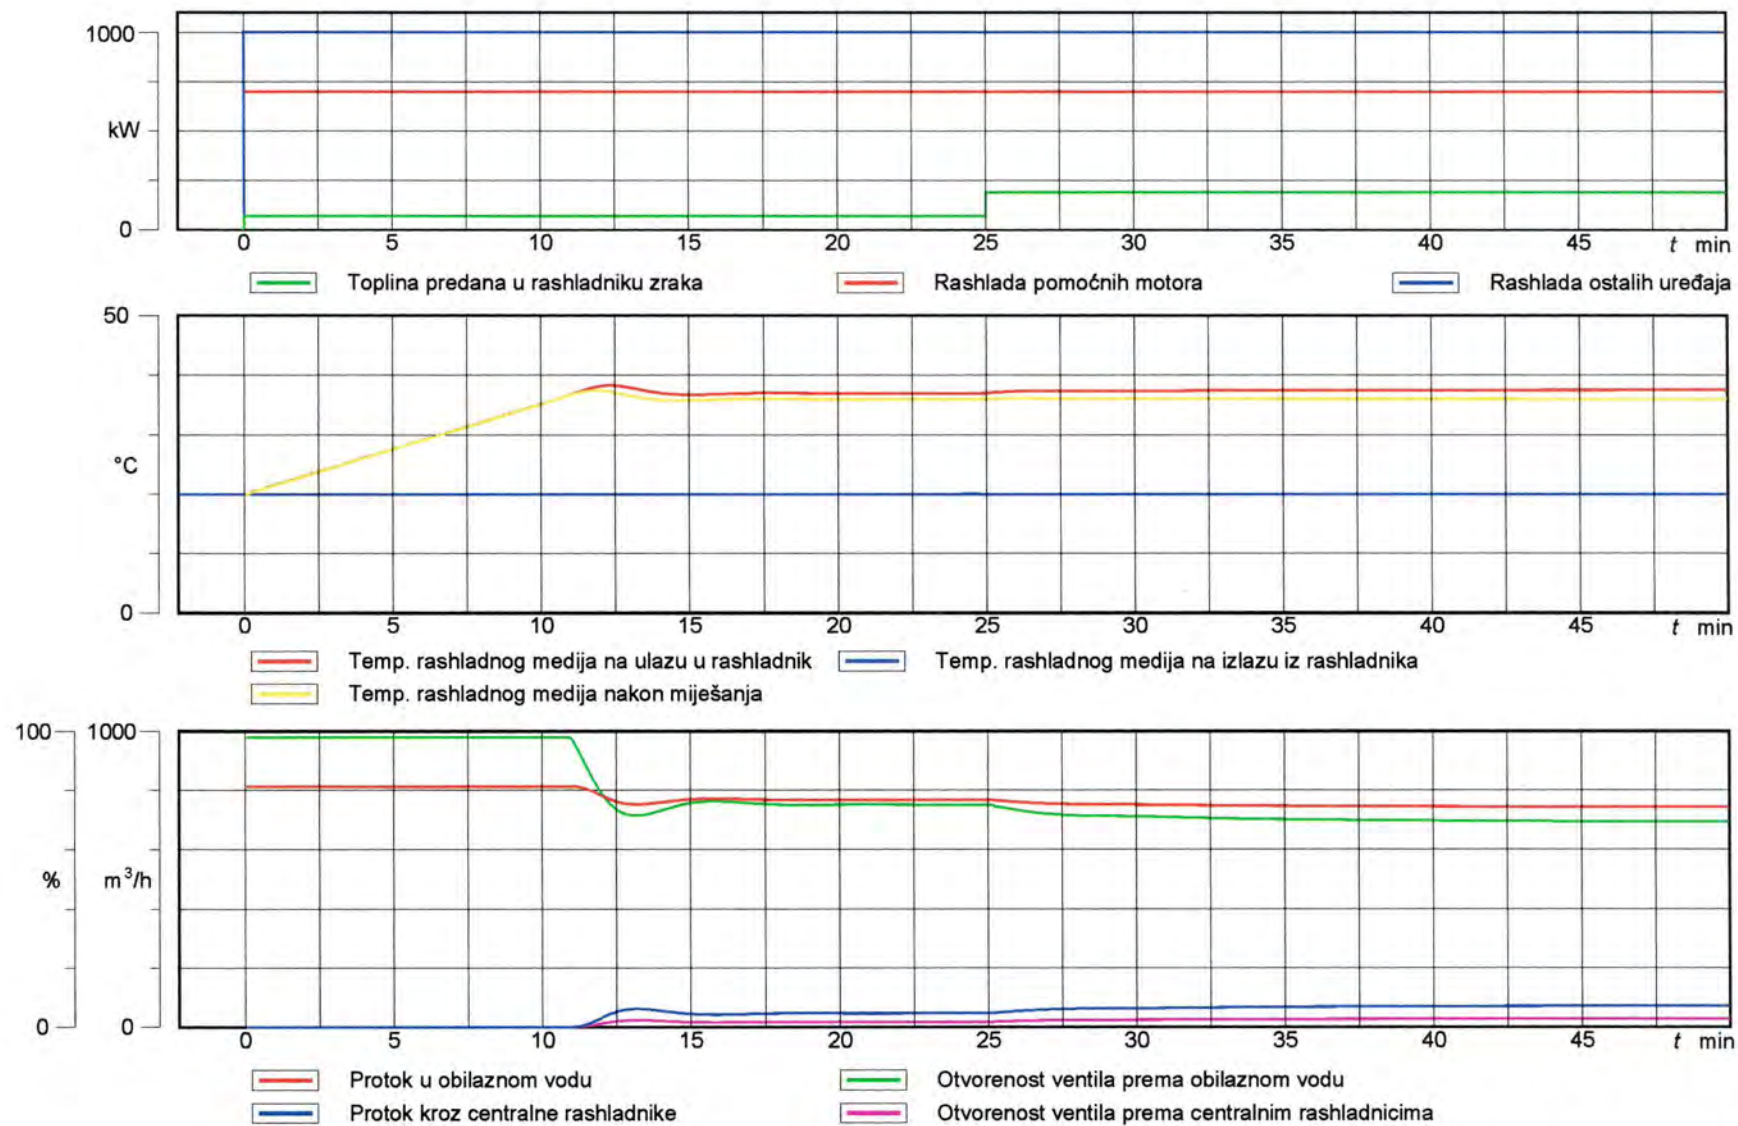 1000
kW
0
0 5 10 15 20 25 30 35 40 45 t min
Toplina predana u rashladniku zraka Rashlada pomoćnih motora Rashlada ostalih uređaja
50
°C
0
0 5 10 15 20 25 30 35 40 45 t min
Temp. rashladnog medija na ulazu u rashladnik Temp. rashladnog medija na izlazu iz rashladnika
Temp. rashladnog medija nakon miješanja
100 1000
% m³/h
0 0
0 5 10 15 20 25 30 35 40 45 t min
Protok u obilaznom vodu Otvorenost ventila prema obilaznom vodu
Protok kroz centralne rashladnike Otvorenost ventila prema centralnim rashladnicima